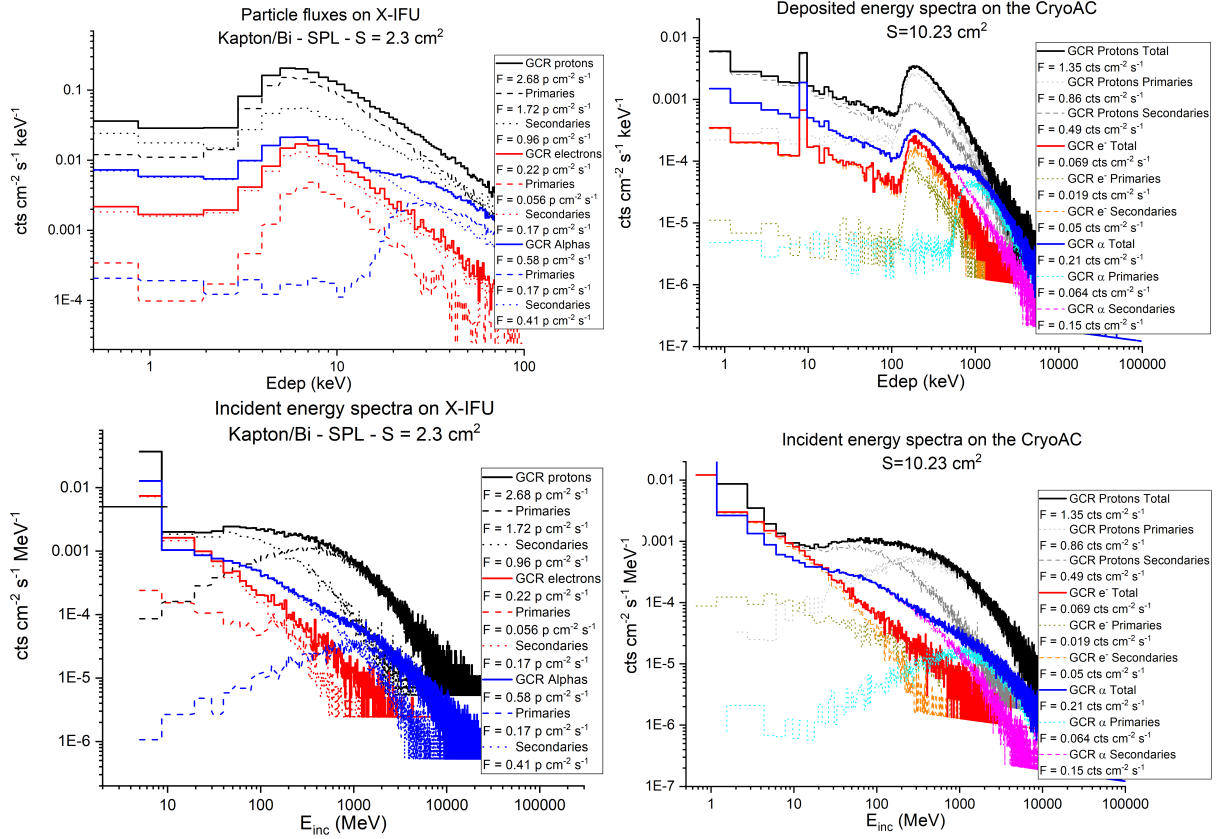 Particle fluxes on X-IFU
Kapton/Bi - SPL - S = 2.3 cm²
cts cm⁻² s⁻¹ keV⁻¹
0.1
0.01
0.001
1E-4
1
10
100
Edep (keV)
GCR protons
F = 2.68 p cm⁻² s⁻¹
Primaries
F = 1.72 p cm⁻² s⁻¹
Secondaries
F = 0.96 p cm⁻² s⁻¹
GCR electrons
F = 0.22 p cm⁻² s⁻¹
Primaries
F = 0.056 p cm⁻² s⁻¹
Secondaries
F = 0.17 p cm⁻² s⁻¹
GCR Alphas
F = 0.58 p cm⁻² s⁻¹
Primaries
F = 0.17 p cm⁻² s⁻¹
Secondaries
F = 0.41 p cm⁻² s⁻¹
Deposited energy spectra on the CryoAC
S=10.23 cm²
cts cm⁻² s⁻¹ keV⁻¹
0.01
0.001
1E-4
1E-5
1E-6
1E-7
1
10
100
1000
10000
100000
Edep (keV)
GCR Protons Total
F = 1.35 cts cm⁻² s⁻¹
GCR Protons Primaries
F = 0.86 cts cm⁻² s⁻¹
GCR Protons Secondaries
F = 0.49 cts cm⁻² s⁻¹
GCR e⁻ Total
F = 0.069 cts cm⁻² s⁻¹
GCR e⁻ Primaries
F = 0.019 cts cm⁻² s⁻¹
GCR e⁻ Secondaries
F = 0.05 cts cm⁻² s⁻¹
GCR α Total
F = 0.21 cts cm⁻² s⁻¹
GCR α Primaries
F = 0.064 cts cm⁻² s⁻¹
GCR α Secondaries
F = 0.15 cts cm⁻² s⁻¹
Incident energy spectra on X-IFU
Kapton/Bi - SPL - S = 2.3 cm²
cts cm⁻² s⁻¹ MeV⁻¹
0.01
0.001
1E-4
1E-5
1E-6
10
100
1000
10000
100000
E_inc (MeV)
GCR protons
F = 2.68 p cm⁻² s⁻¹
Primaries
F = 1.72 p cm⁻² s⁻¹
Secondaries
F = 0.96 p cm⁻² s⁻¹
GCR electrons
F = 0.22 p cm⁻² s⁻¹
Primaries
F = 0.056 p cm⁻² s⁻¹
Secondaries
F = 0.17 p cm⁻² s⁻¹
GCR Alphas
F = 0.58 p cm⁻² s⁻¹
Primaries
F = 0.17 p cm⁻² s⁻¹
Secondaries
F = 0.41 p cm⁻² s⁻¹
Incident energy spectra on the CryoAC
S=10.23 cm²
cts cm⁻² s⁻¹ MeV⁻¹
0.01
0.001
1E-4
1E-5
1E-6
1E-7
1
10
100
1000
10000
100000
E_inc (MeV)
GCR Protons Total
F = 1.35 cts cm⁻² s⁻¹
GCR Protons Primaries
F = 0.86 cts cm⁻² s⁻¹
GCR Protons Secondaries
F = 0.49 cts cm⁻² s⁻¹
GCR e⁻ Total
F = 0.069 cts cm⁻² s⁻¹
GCR e⁻ Primaries
F = 0.019 cts cm⁻² s⁻¹
GCR e⁻ Secondaries
F = 0.05 cts cm⁻² s⁻¹
GCR α Total
F = 0.21 cts cm⁻² s⁻¹
GCR α Primaries
F = 0.064 cts cm⁻² s⁻¹
GCR α Secondaries
F = 0.15 cts cm⁻² s⁻¹